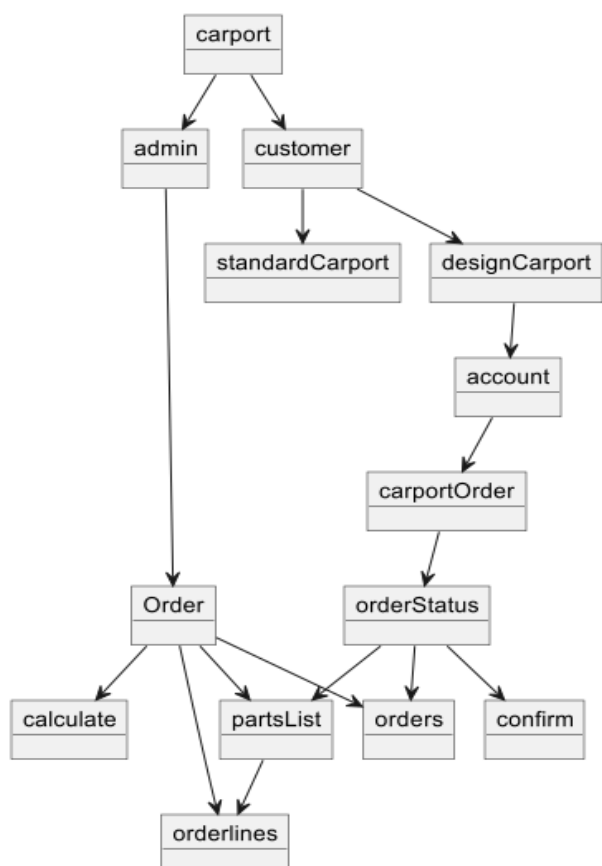 carport
admin
customer
standardCarport
designCarport
account
carportOrder
Order
orderStatus
calculate
partsList
orders
confirm
orderlines